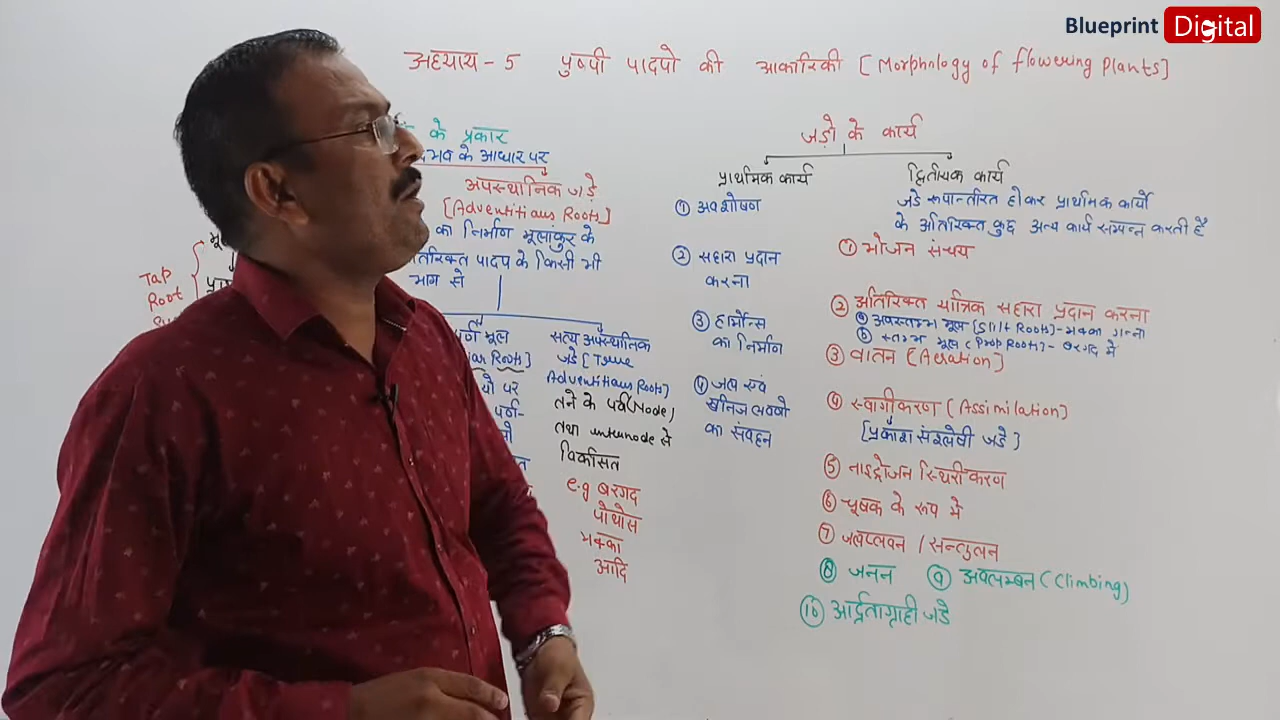 Blueprint Digital
अध्याय - 5 पुष्पी पादपो की आकारिकी [Morphology of flowering Plants]
के प्रकार
के आधार पर
अपस्थानिक जड़े
[Adventitious Roots]
का निर्माण मूलांकुर के
अतिरिक्त पादप के किसी भी
भाग से
Tap
Root
मूल
Roots]
यो पर
पर्ण-
सत्य अपस्थानिक
जडे [True
Adventitious Roots)
तने के पर्व(Node)
तथा internode से
विकसित
e.g बरगद
पोथोस
मक्का
आदि
जड़ो के कार्य
प्राथमिक कार्य
① अवशोषण
② सहारा प्रदान
करना
③ हार्मोन्स
का निर्माण
④ जल एवं
खनिज लवणो
का संवहन
द्वितीयक कार्य
जडे रूपान्तरित होकर प्राथमिक कार्यो
के अतिरिक्त कुछ अन्य कार्य सम्पन्न करती है
① भोजन संचय
② अतिरिक्त यांत्रिक सहारा प्रदान करना
ⓐ अवस्तम्भ मूल [Stilt Roots]- मक्का गन्ना
ⓑ स्तम्भ मूल (Prop Roots)- बरगद मे
③ वातन (Aeration)
④ स्वांगीकरण (Assimilation)
[प्रकाश संश्लेषी जडे]
⑤ नाइट्रोजन स्थिरीकरण
⑥ चूषक के रूप मे
⑦ जलप्लवन / सन्तुलन
⑧ जनन ⑨ अवलम्बन (Climbing)
⑩ आर्द्रताग्राही जडे